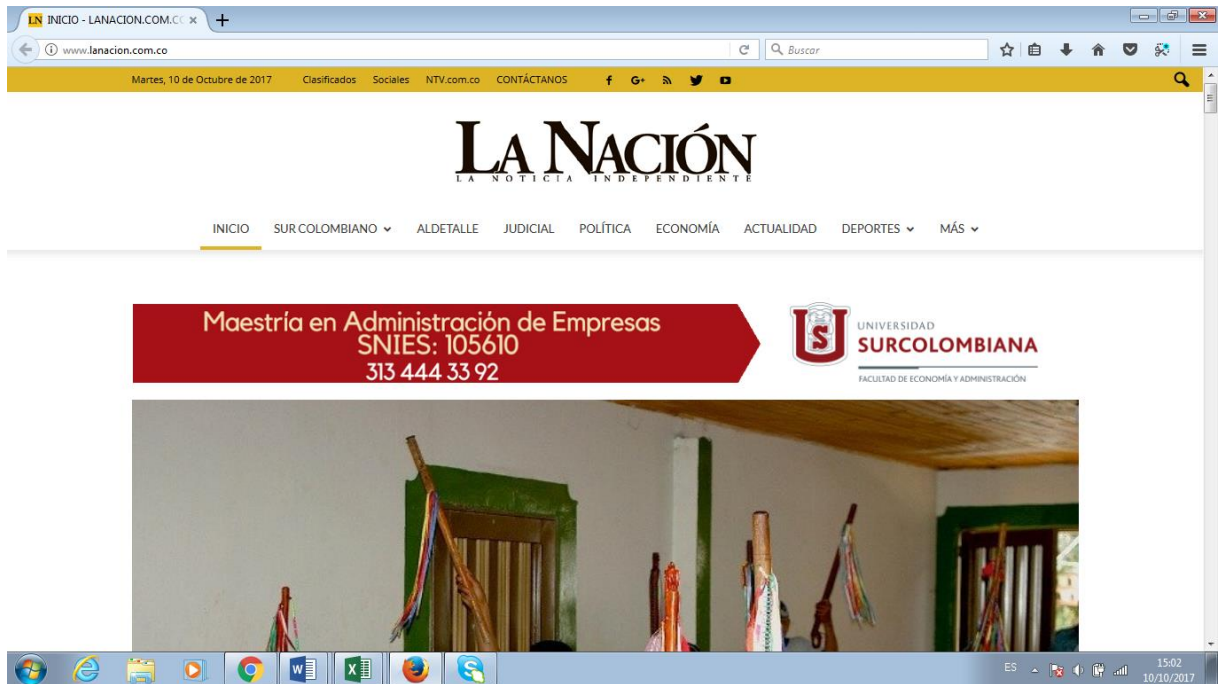 LN INICIO - LANACION.COM.CO
www.lanacion.com.co
Buscar
Martes, 10 de Octubre de 2017 Clasificados Sociales NTV.com.co CONTÁCTANOS
LA NACIÓN
LA NOTICIA INDEPENDIENTE
INICIO SUR COLOMBIANO ALDETALLE JUDICIAL POLÍTICA ECONOMÍA ACTUALIDAD DEPORTES MÁS
Maestría en Administración de Empresas
SNIES: 105610
313 444 33 92
UNIVERSIDAD
SURCOLOMBIANA
FACULTAD DE ECONOMÍA Y ADMINISTRACIÓN
ES 15:02
10/10/2017